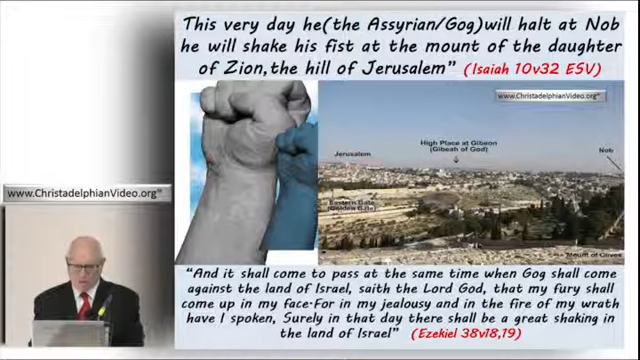 This very day he(the Assyrian/Gog)will halt at Nob
he will shake his fist at the mount of the daughter
of Zion,the hill of Jerusalem” (Isaiah 10v32 ESV)
www.ChristadelphianVideo.org
High Place at Gibeon
(Gibeah of God)
Jerusalem
Nob
Eastern Gate
(Golden Gate)
Mount of Olives
www.ChristadelphianVideo.org
“And it shall come to pass at the same time when Gog shall come
against the land of Israel, saith the Lord God, that my fury shall
come up in my face-For in my jealousy and in the fire of my wrath
have I spoken, Surely in that day there shall be a great shaking in
the land of Israel” (Ezekiel 38v18,19)